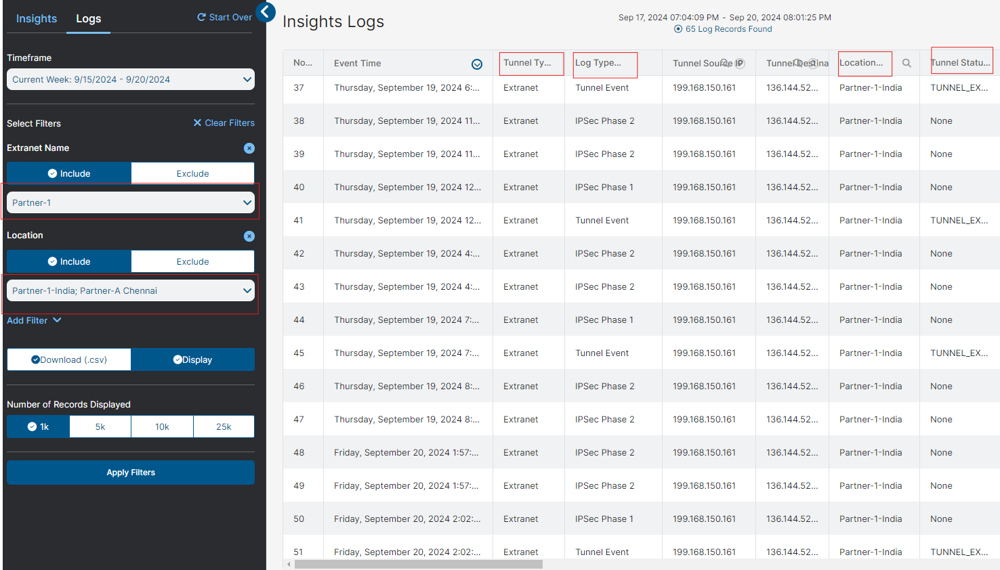 Insights Logs Start Over
Timeframe
Current Week: 9/15/2024 - 9/20/2024
Select Filters Clear Filters
Extranet Name
Include Exclude
Partner-1
Location
Include Exclude
Partner-1-India; Partner-A Chennai
Add Filter
Download (.csv) Display
Number of Records Displayed
1k 5k 10k 25k
Apply Filters
Insights Logs
Sep 17, 2024 07:04:09 PM - Sep 20, 2024 08:01:25 PM
65 Log Records Found
No... Event Time Tunnel Ty... Log Type... Tunnel Source IP Tunnel Destina Location... Tunnel Statu...
37 Thursday, September 19, 2024 6:... Extranet Tunnel Event 199.168.150.161 136.144.52... Partner-1-India TUNNEL_EX...
38 Thursday, September 19, 2024 11... Extranet IPSec Phase 2 199.168.150.161 136.144.52... Partner-1-India None
39 Thursday, September 19, 2024 11... Extranet IPSec Phase 2 199.168.150.161 136.144.52... Partner-1-India None
40 Thursday, September 19, 2024 12... Extranet IPSec Phase 1 199.168.150.161 136.144.52... Partner-1-India None
41 Thursday, September 19, 2024 12... Extranet Tunnel Event 199.168.150.161 136.144.52... Partner-1-India TUNNEL_EX...
42 Thursday, September 19, 2024 4:... Extranet IPSec Phase 2 199.168.150.161 136.144.52... Partner-1-India None
43 Thursday, September 19, 2024 4:... Extranet IPSec Phase 2 199.168.150.161 136.144.52... Partner-1-India None
44 Thursday, September 19, 2024 7:... Extranet IPSec Phase 1 199.168.150.161 136.144.52... Partner-1-India None
45 Thursday, September 19, 2024 7:... Extranet Tunnel Event 199.168.150.161 136.144.52... Partner-1-India TUNNEL_EX...
46 Thursday, September 19, 2024 8:... Extranet IPSec Phase 2 199.168.150.161 136.144.52... Partner-1-India None
47 Thursday, September 19, 2024 8:... Extranet IPSec Phase 2 199.168.150.161 136.144.52... Partner-1-India None
48 Friday, September 20, 2024 1:57:... Extranet IPSec Phase 2 199.168.150.161 136.144.52... Partner-1-India None
49 Friday, September 20, 2024 1:57:... Extranet IPSec Phase 2 199.168.150.161 136.144.52... Partner-1-India None
50 Friday, September 20, 2024 2:02:... Extranet IPSec Phase 1 199.168.150.161 136.144.52... Partner-1-India None
51 Friday, September 20, 2024 2:02:... Extranet Tunnel Event 199.168.150.161 136.144.52... Partner-1-India TUNNEL_EX...